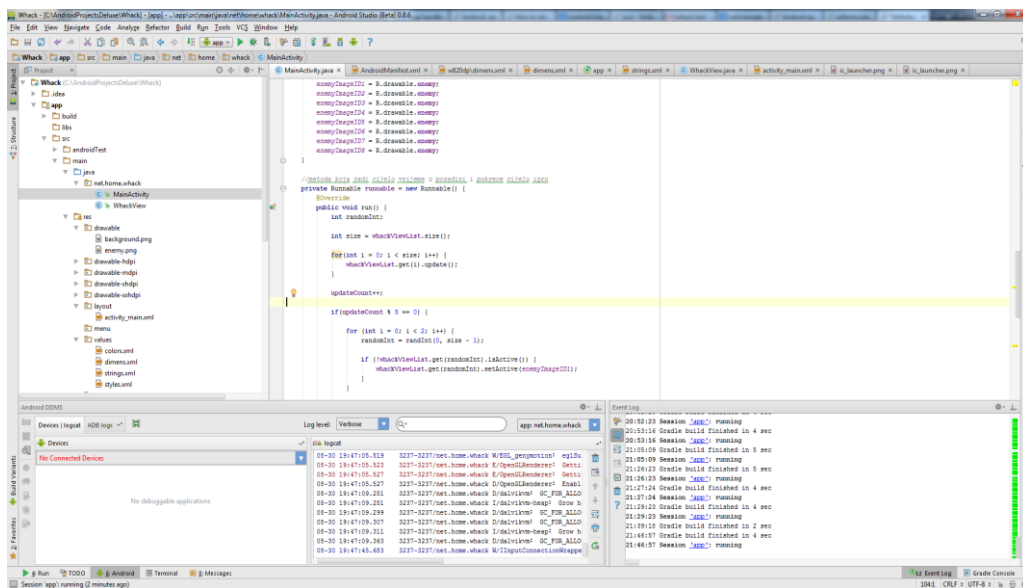 Whack - [C:\AndroidProjectsDeluxe\Whack] - [app] - ...\app\src\main\java\net\home\whack\MainActivity.java - Android Studio (Beta) 0.8.6
File Edit View Navigate Code Analyze Refactor Build Run Tools VCS Window Help
app
Whack app src main java net home whack MainActivity
Project
MainActivity.java AndroidManifest.xml w820dp\dimens.xml dimens.xml app strings.xml WhackView.java activity_main.xml ic_launcher.png ic_launcher.png
1: Project
Structure
Build Variants
2: Favorites
Whack (C:\AndroidProjectsDeluxe\Whack)
.idea
app
build
libs
src
androidTest
main
java
net.home.whack
MainActivity
WhackView
res
drawable
background.png
enemy.png
drawable-hdpi
drawable-mdpi
drawable-xhdpi
drawable-xxhdpi
layout
activity_main.xml
menu
values
colors.xml
dimens.xml
strings.xml
styles.xml
enemyImageID1 = R.drawable.enemy;
enemyImageID2 = R.drawable.enemy;
enemyImageID3 = R.drawable.enemy;
enemyImageID4 = R.drawable.enemy;
enemyImageID5 = R.drawable.enemy;
enemyImageID6 = R.drawable.enemy;
enemyImageID7 = R.drawable.enemy;
enemyImageID8 = R.drawable.enemy;
}
//metoda koja radi cijelo vrijeme u pozadini i pokrece cijelu igru
private Runnable runnable = new Runnable() {
@Override
public void run() {
int randomInt;
int size = whackViewList.size();
for(int i = 0; i < size; i++) {
whackViewList.get(i).update();
}
updateCount++;
if(updateCount % 5 == 0) {
for (int i = 0; i < 2; i++) {
randomInt = randInt(0, size - 1);
if (!whackViewList.get(randomInt).isActive()) {
whackViewList.get(randomInt).setActive(enemyImageID1);
}
}
Android DDMS
Devices | logcat ADB logs
Log level: Verbose
app: net.home.whack
Devices
No Connected Devices
No debuggable applications
logcat
08-30 19:47:05.519 3237-3237/net.home.whack W/EGL_genymotion﹕ eglSu
08-30 19:47:05.523 3237-3237/net.home.whack E/OpenGLRenderer﹕ Getti
08-30 19:47:05.527 3237-3237/net.home.whack E/OpenGLRenderer﹕ Getti
08-30 19:47:05.527 3237-3237/net.home.whack D/OpenGLRenderer﹕ Enabl
08-30 19:47:09.251 3237-3237/net.home.whack D/dalvikvm﹕ GC_FOR_ALLO
08-30 19:47:09.251 3237-3237/net.home.whack I/dalvikvm-heap﹕ Grow h
08-30 19:47:09.299 3237-3237/net.home.whack D/dalvikvm﹕ GC_FOR_ALLO
08-30 19:47:09.307 3237-3237/net.home.whack D/dalvikvm﹕ GC_FOR_ALLO
08-30 19:47:09.311 3237-3237/net.home.whack I/dalvikvm-heap﹕ Grow h
08-30 19:47:09.363 3237-3237/net.home.whack D/dalvikvm﹕ GC_FOR_ALLO
08-30 19:47:45.683 3237-3237/net.home.whack W/IInputConnectionWrappe
Event Log
20:52:23 Session 'app': running
20:53:16 Gradle build finished in 4 sec
20:53:16 Session 'app': running
21:05:09 Gradle build finished in 5 sec
21:05:09 Session 'app': running
21:26:23 Gradle build finished in 5 sec
21:26:23 Session 'app': running
21:27:24 Gradle build finished in 4 sec
21:27:24 Session 'app': running
21:29:23 Gradle build finished in 4 sec
21:29:23 Session 'app': running
21:39:18 Gradle build finished in 2 sec
21:46:57 Gradle build finished in 4 sec
21:46:57 Session 'app': running
4: Run TODO 6: Android Terminal 0: Messages
Event Log Gradle Console
Session 'app': running (2 minutes ago)
104:1 CRLF UTF-8